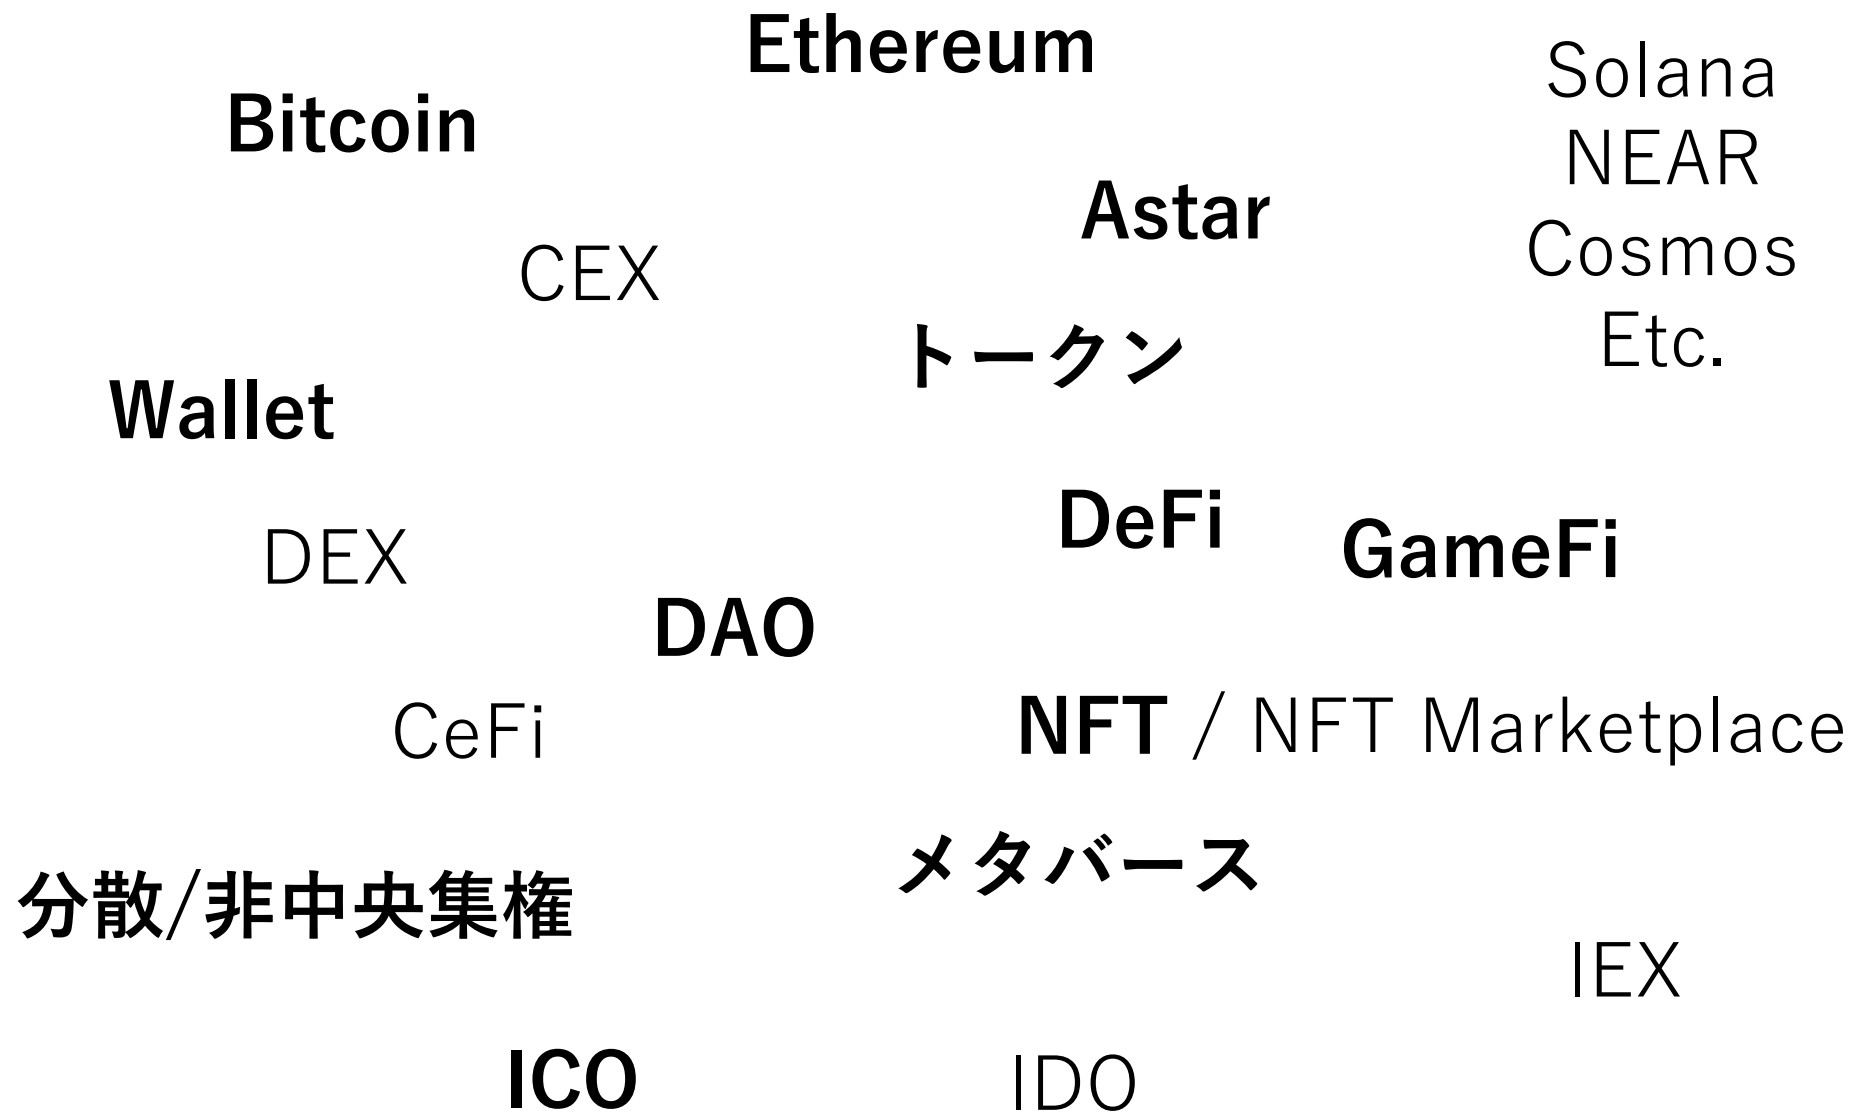 Ethereum
Solana
Bitcoin
NEAR
Astar
Cosmos
CEX
Etc.
トークン
Wallet
DeFi
GameFi
DEX
DAO
CeFi
NFT / NFT Marketplace
メタバース
分散/非中央集権
IEX
ICO
IDO